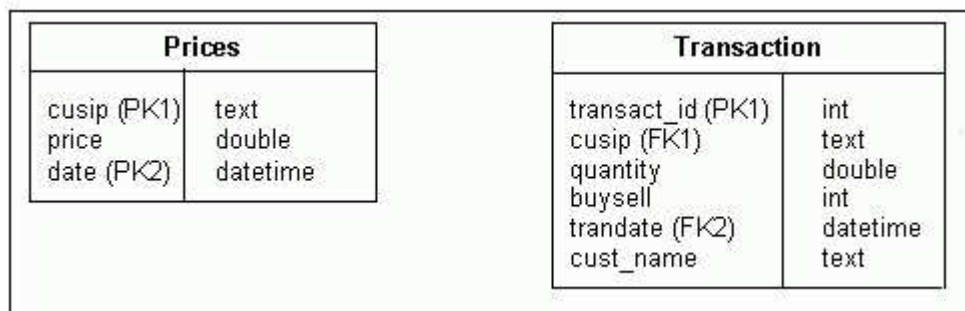 Prices
cusip (PK1) text
price double
date (PK2) datetime
Transaction
transact_id (PK1) int
cusip (FK1) text
quantity double
buysell int
trandate (FK2) datetime
cust_name text